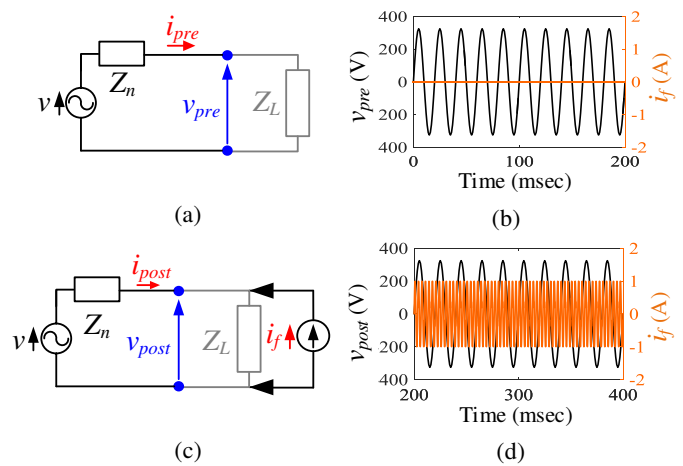 i_pre
Z_n
v
v_pre
Z_L
(a)
v_pre (V)
400
200
0
200
400
2
1
0
-1
-2
i_f (A)
0
100
200
Time (msec)
(b)
i_post
Z_n
v
v_post
Z_L
i_f
(c)
v_post (V)
400
200
0
200
400
2
1
0
-1
-2
i_f (A)
200
300
400
Time (msec)
(d)